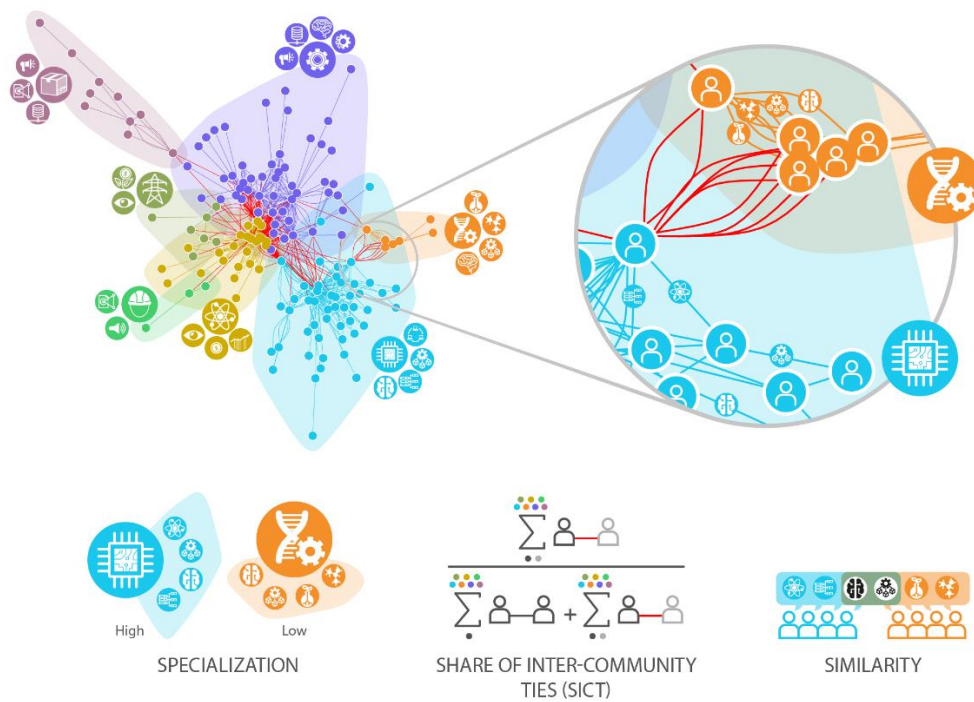 High
Low
SPECIALIZATION
Σ
Σ + Σ
SHARE OF INTER-COMMUNITY
TIES (SICT)
SIMILARITY